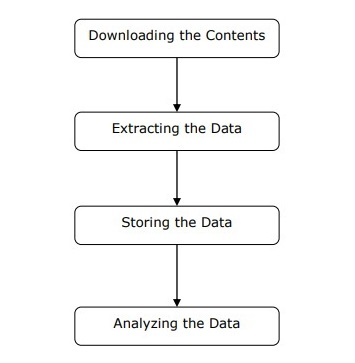 Downloading the Contents
Extracting the Data
Storing the Data
Analyzing the Data